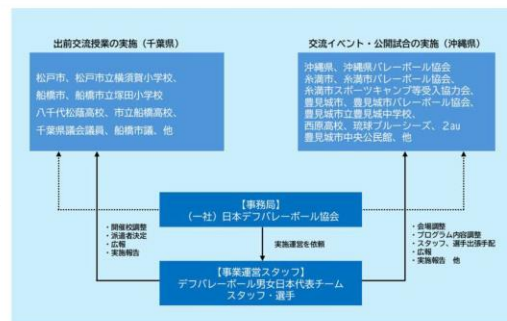 出前交流授業の実施（千葉県）
松戸市、松戸市立横須賀小学校、
船橋市、船橋市立塚田小学校
八千代松蔭高校、市立船橋高校、
千葉県議会議員、船橋市議、他
交流イベント・公開試合の実施（沖縄県）
沖縄県、沖縄県バレーボール協会
糸満市、糸満市バレーボール協会、
糸満市スポーツキャンプ等受入協力会、
豊見城市、豊見城市バレーボール協会、
豊見城市立豊見城中学校、
西原高校、琉球ブルーシーズ、2au
豊見城市中央公民館、他
【事務局】
（一社）日本デフバレーボール協会
・開催校調整
・派遣者決定
・広報
・実施報告
実施運営を依頼
・会場調整
・プログラム内容調整
・スタッフ、選手出張手配
・広報
・実施報告 他
【事業運営スタッフ】
デフバレーボール男女日本代表チーム
スタッフ・選手